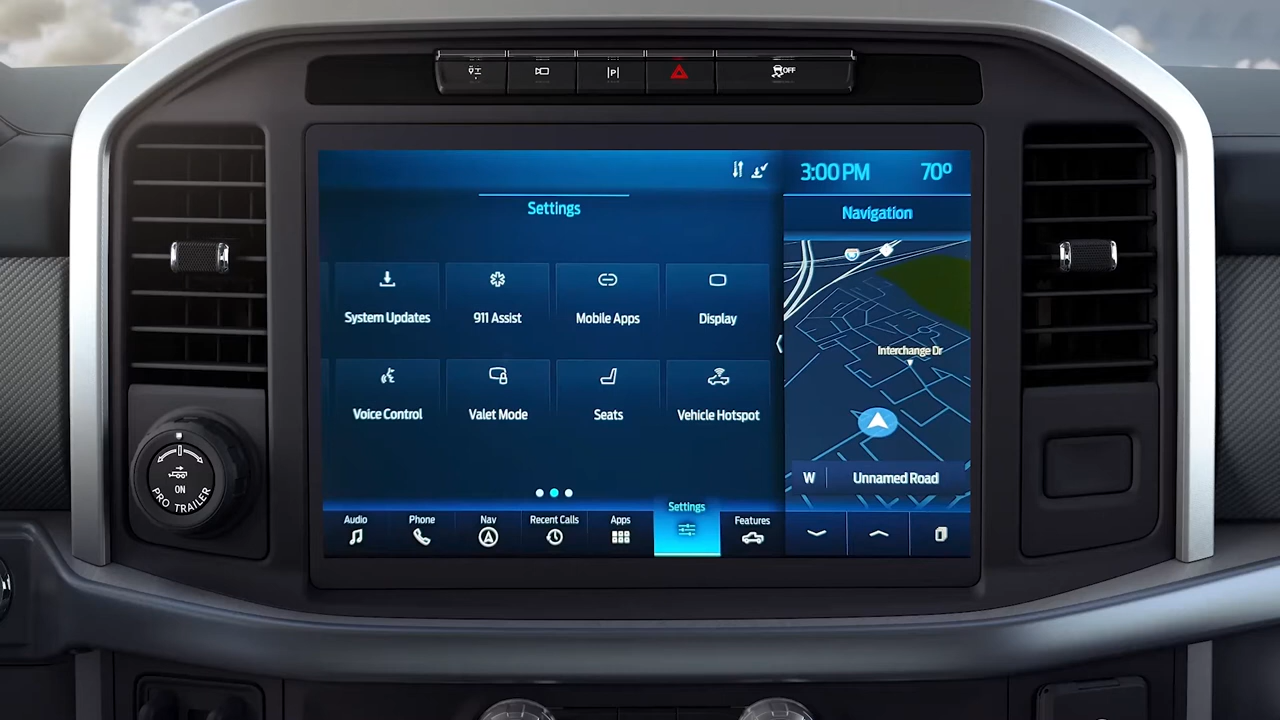 P
OFF
3:00 PM 70º
Settings
Navigation
System Updates 911 Assist Mobile Apps Display
Interchange Dr
Voice Control Valet Mode Seats Vehicle Hotspot
ON
PRO TRAILER
W Unnamed Road
Audio Phone Nav Recent Calls Apps Settings Features